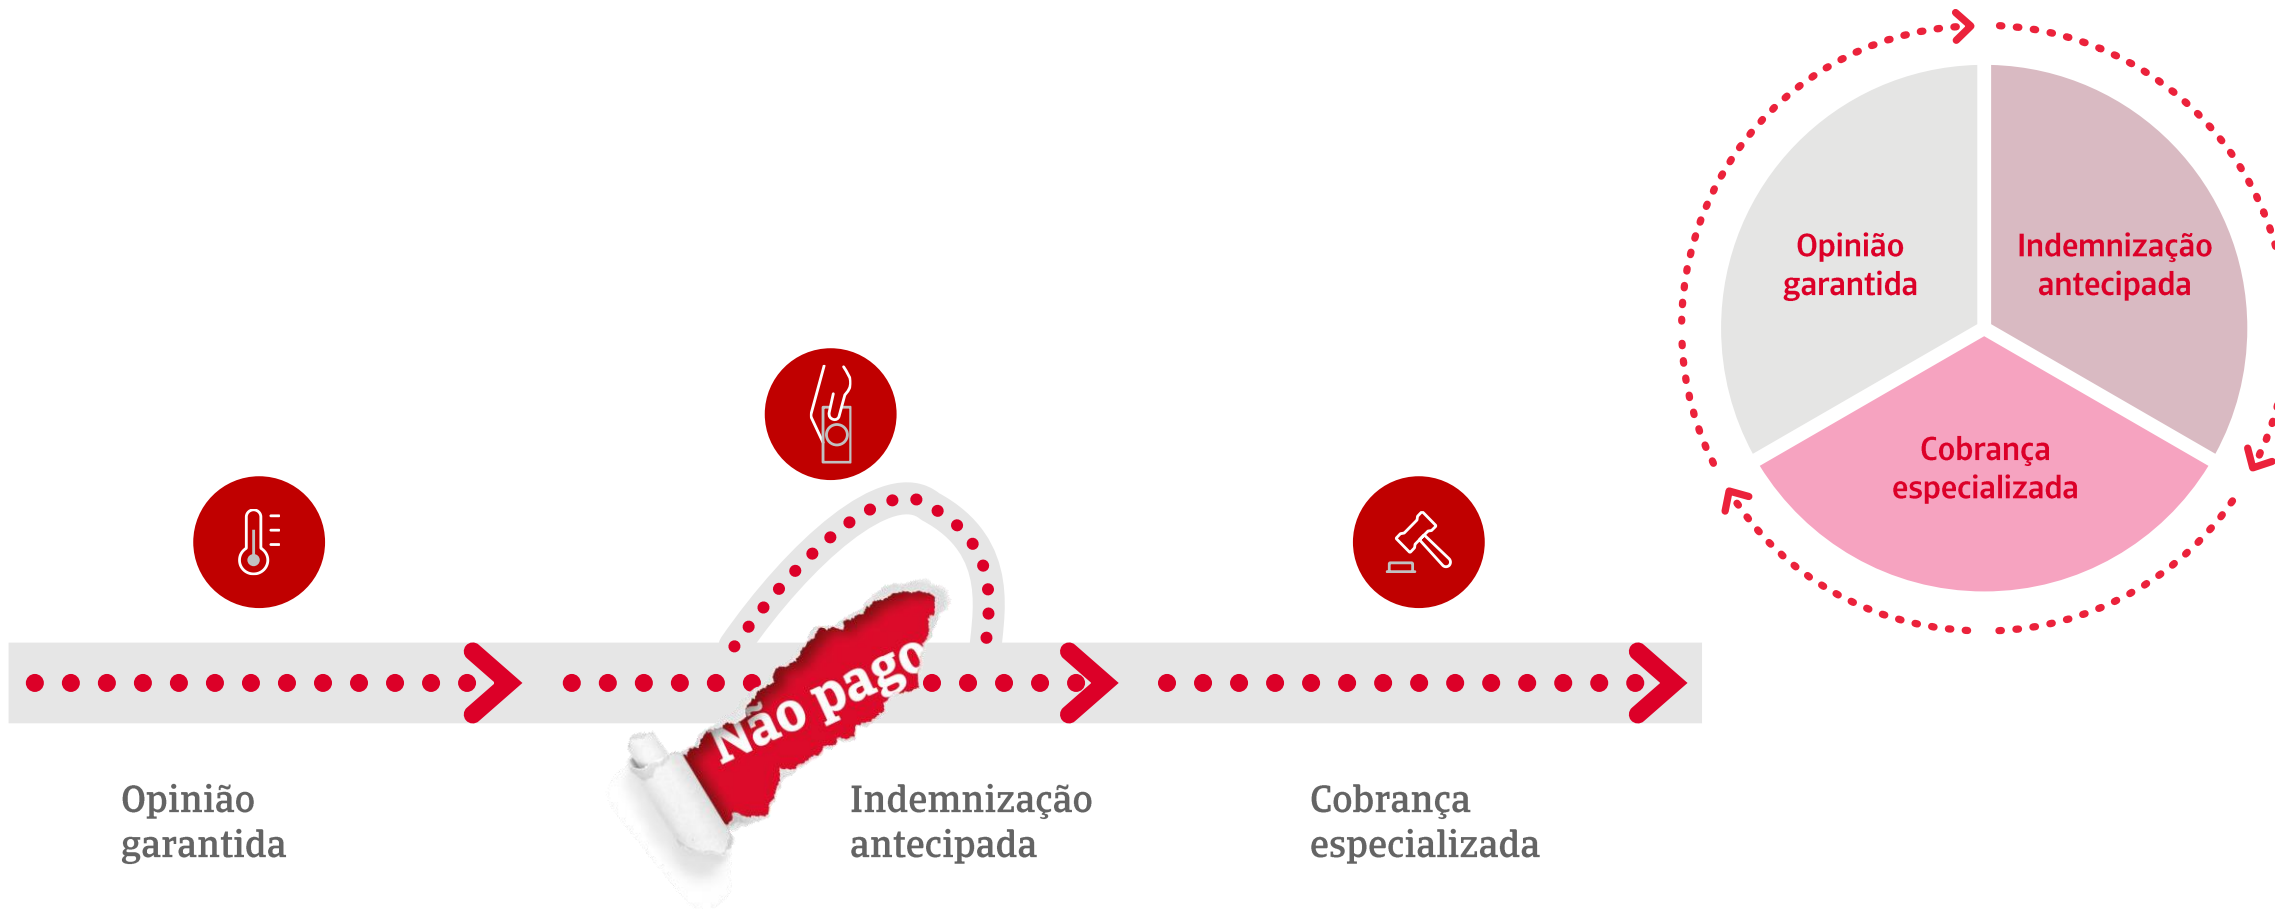 Opinião
garantida
Indemnização
antecipada
Cobrança
especializada
Não pago
Opinião
garantida
Indemnização
antecipada
Cobrança
especializada